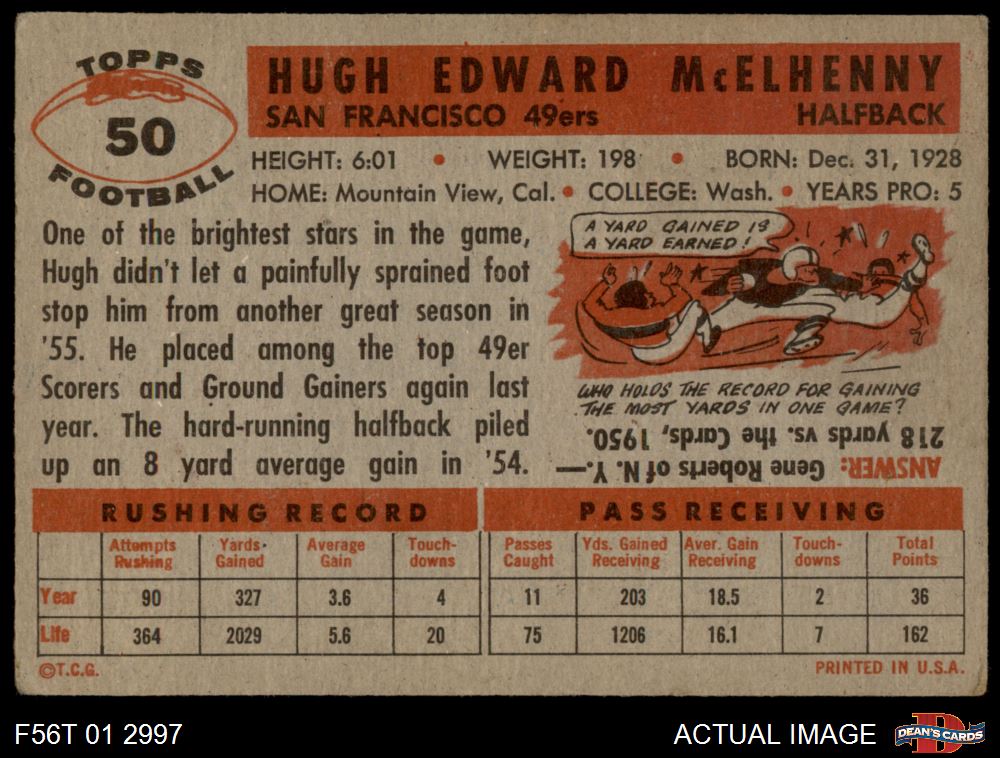 TOPPS
50
FOOTBALL
HUGH EDWARD McELHENNY
SAN FRANCISCO 49ers HALFBACK
HEIGHT: 6:01 • WEIGHT: 198 • BORN: Dec. 31, 1928
HOME: Mountain View, Cal. • COLLEGE: Wash. • YEARS PRO: 5
One of the brightest stars in the game,
Hugh didn't let a painfully sprained foot
stop him from another great season in
'55. He placed among the top 49er
Scorers and Ground Gainers again last
year. The hard-running halfback piled
up an 8 yard average gain in '54.
A YARD GAINED IS
A YARD EARNED!
WHO HOLDS THE RECORD FOR GAINING
THE MOST YARDS IN ONE GAME?
ANSWER: Gene Roberts of N. Y.—
218 yards vs. the Cards, 1950.
RUSHING RECORD PASS RECEIVING
Attempts Yards Average Touch- Passes Yds. Gained Aver. Gain Touch- Total
Rushing Gained Gain downs Caught Receiving Receiving downs Points
Year 90 327 3.6 4 11 203 18.5 2 36
Life 364 2029 5.6 20 75 1206 16.1 7 162
©T.C.G. PRINTED IN U.S.A.
F56T 01 2997 ACTUAL IMAGE D DEAN'S CARDS